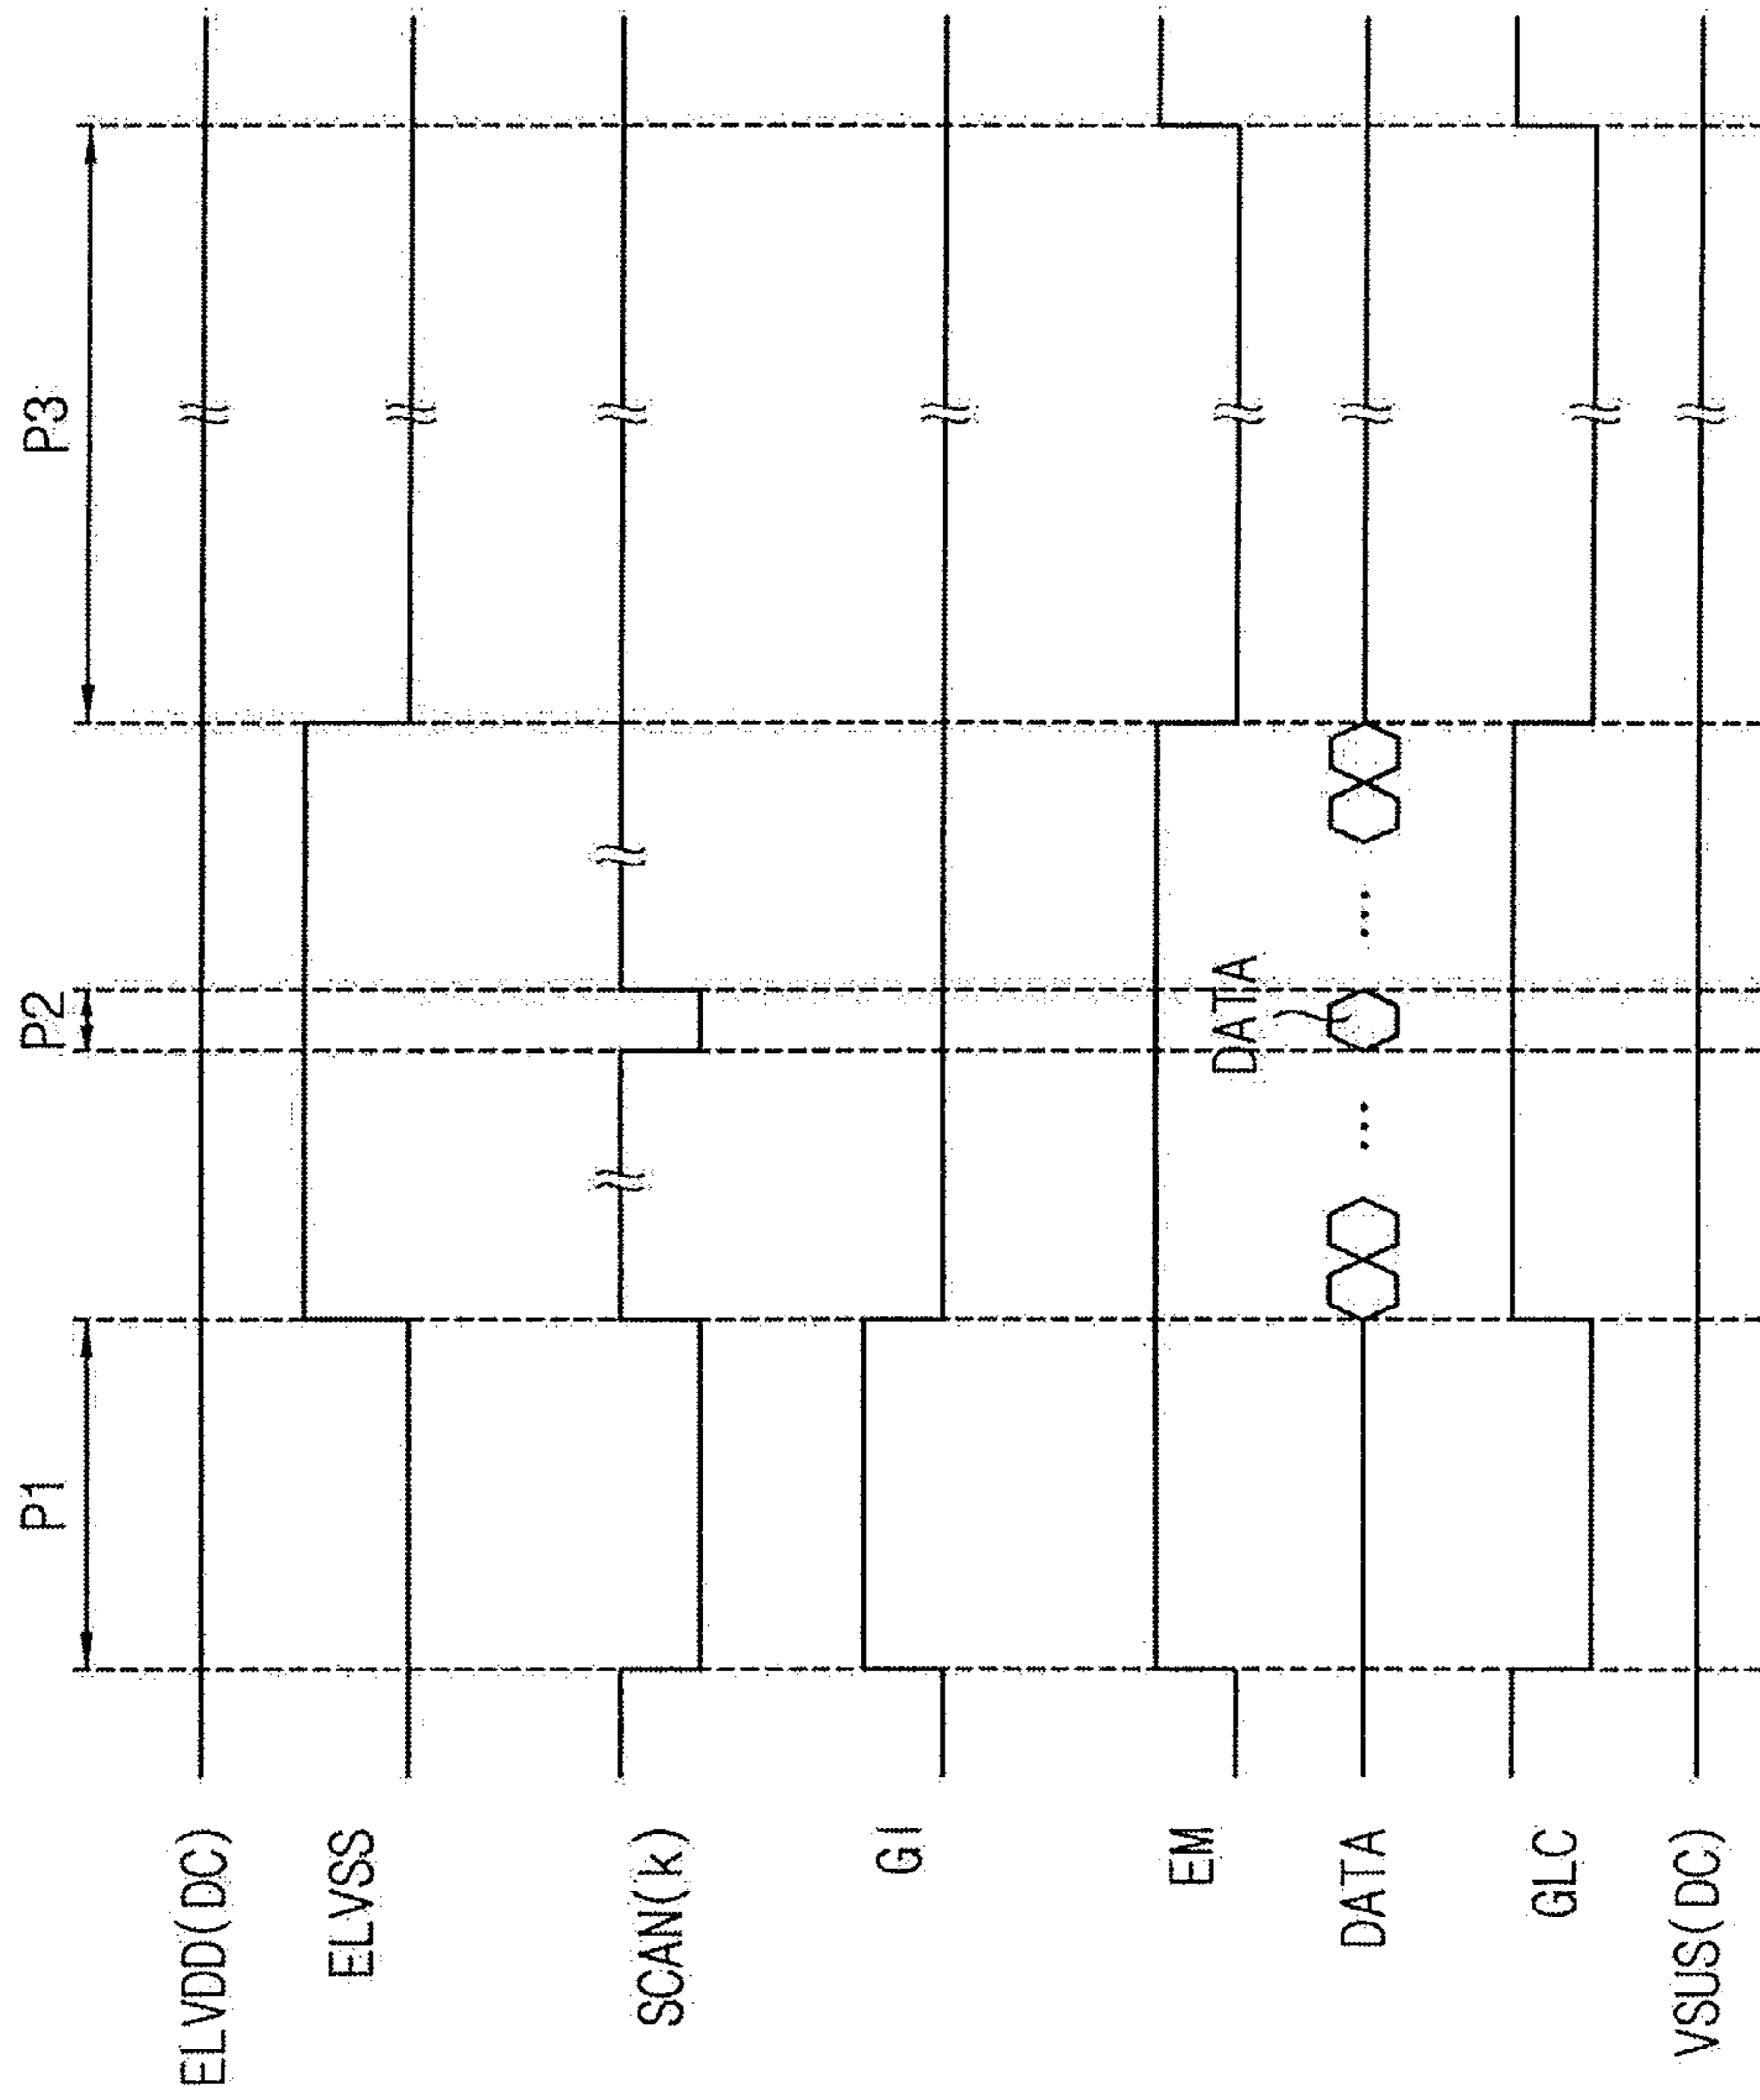 P1
P2
P3
ELVDD(DC)
ELVSS
SCAN(k)
GI
EM
DATA
DATA
GLC
VSUS(DC)